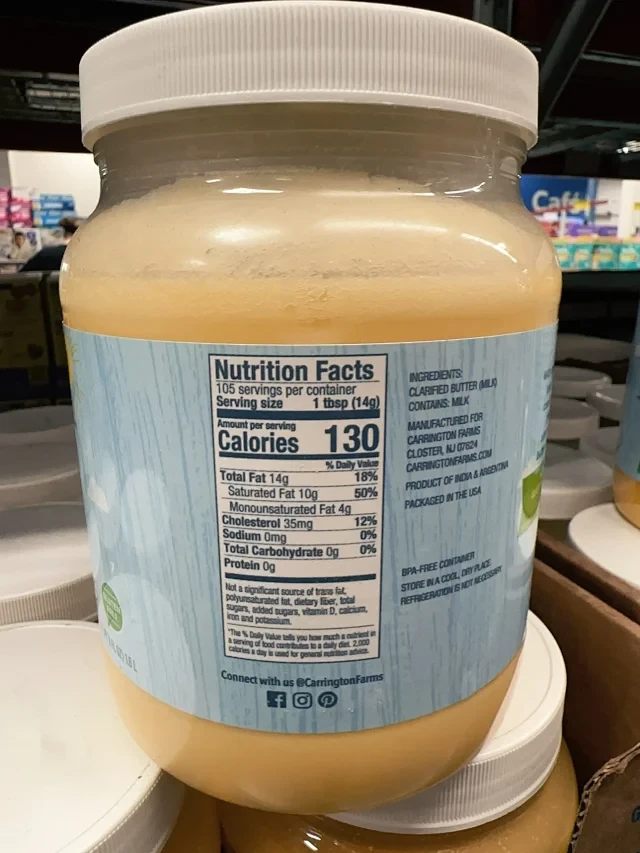 Café
Nutrition Facts
105 servings per container
Serving size 1 tbsp (14g)
Amount per serving
Calories 130
% Daily Value
Total Fat 14g 18%
Saturated Fat 10g 50%
Monounsaturated Fat 4g
Cholesterol 35mg 12%
Sodium 0mg 0%
Total Carbohydrate 0g 0%
Protein 0g
Not a significant source of trans fat,
polyunsaturated fat, dietary fiber, total
sugars, added sugars, vitamin D, calcium,
iron and potassium.
*The % Daily Value tells you how much a nutrient in
a serving of food contributes to a daily diet. 2,000
calories a day is used for general nutrition advice.
Connect with us @CarringtonFarms
INGREDIENTS:
CLARIFIED BUTTER (MILK)
CONTAINS: MILK
MANUFACTURED FOR
CARRINGTON FARMS
CLOSTER, NJ 07624
CARRINGTONFARMS.COM
PRODUCT OF INDIA & ARGENTINA
PACKAGED IN THE USA
BPA-FREE CONTAINER
STORE IN A COOL, DRY PLACE
REFRIGERATION IS NOT NECESSARY